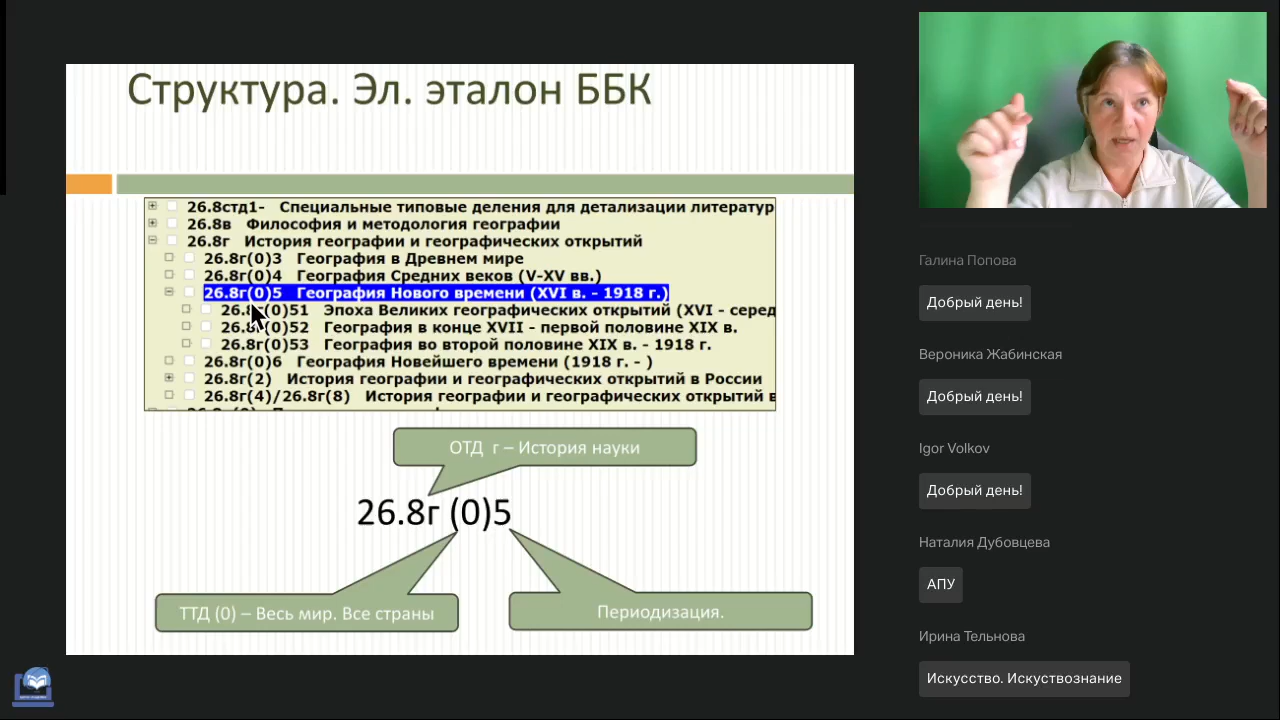 Структура. Эл. эталон ББК
26.8стд1- Специальные типовые деления для детализации литератур
26.8в Философия и методология географии
26.8г История географии и географических открытий
26.8г(0)3 География в Древнем мире
26.8г(0)4 География Средних веков (V-XV вв.)
26.8г(0)5 География Нового времени (XVI в. - 1918 г.)
26.8г(0)51 Эпоха Великих географических открытий (XVI - серед
26.8г(0)52 География в конце XVII - первой половине XIX в.
26.8г(0)53 География во второй половине XIX в. - 1918 г.
26.8г(0)6 География Новейшего времени (1918 г. - )
26.8г(2) История географии и географических открытий в России
26.8г(4)/26.8г(8) История географии и географических открытий в
ОТД г – История науки
26.8г (0)5
ТТД (0) – Весь мир. Все страны
Периодизация.
Галина Попова
Добрый день!
Вероника Жабинская
Добрый день!
Igor Volkov
Добрый день!
Наталия Дубовцева
АПУ
Ирина Тельнова
Искусство. Искуствознание